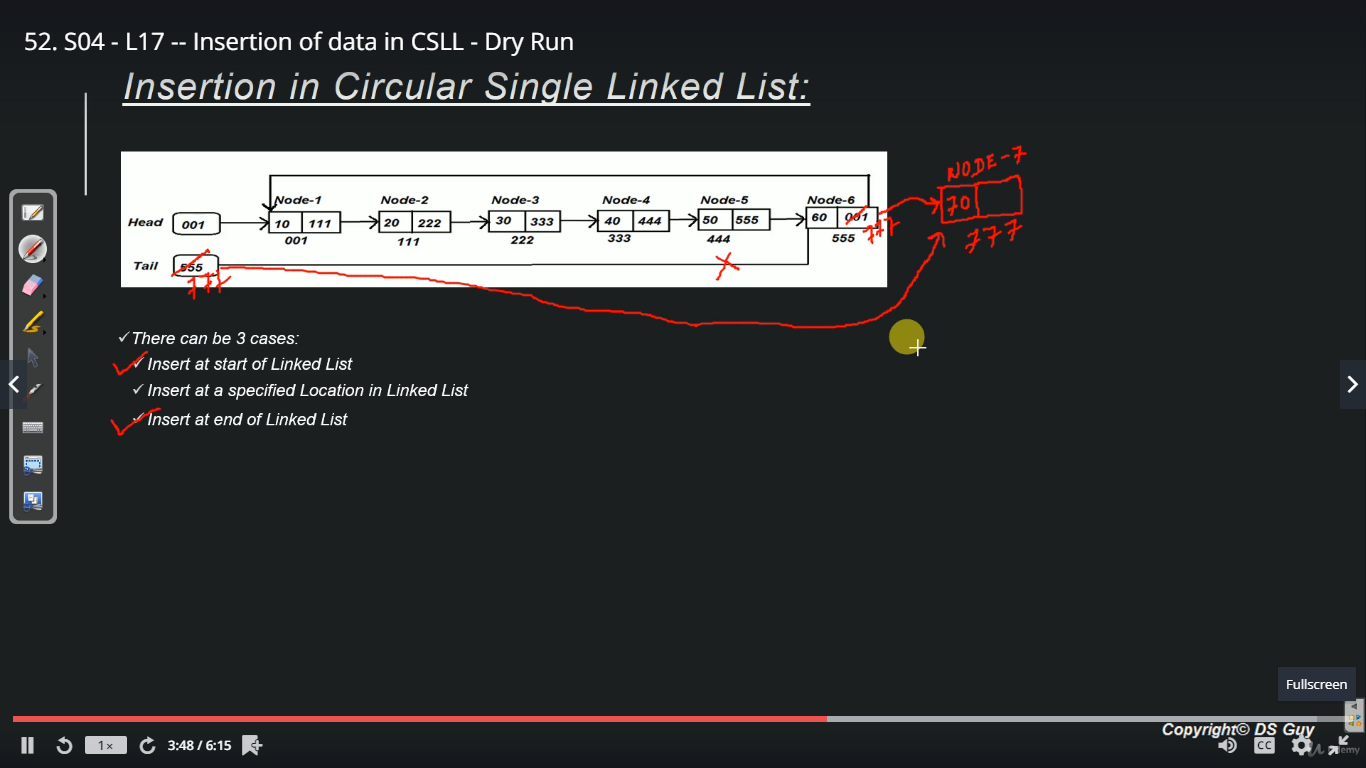 52. S04 - L17 -- Insertion of data in CSLL - Dry Run
Insertion in Circular Single Linked List:
NODE-7
Node-1 Node-2 Node-3 Node-4 Node-5 Node-6
Head 001 10 111 20 222 30 333 40 444 50 555 60 001 70
777 777
001 111 222 333 444 555
Tail 555
777
✓There can be 3 cases:
✓Insert at start of Linked List
✓Insert at a specified Location in Linked List
✓Insert at end of Linked List
Fullscreen
Copyright© DS Guy
1x 3:48 / 6:15 CC